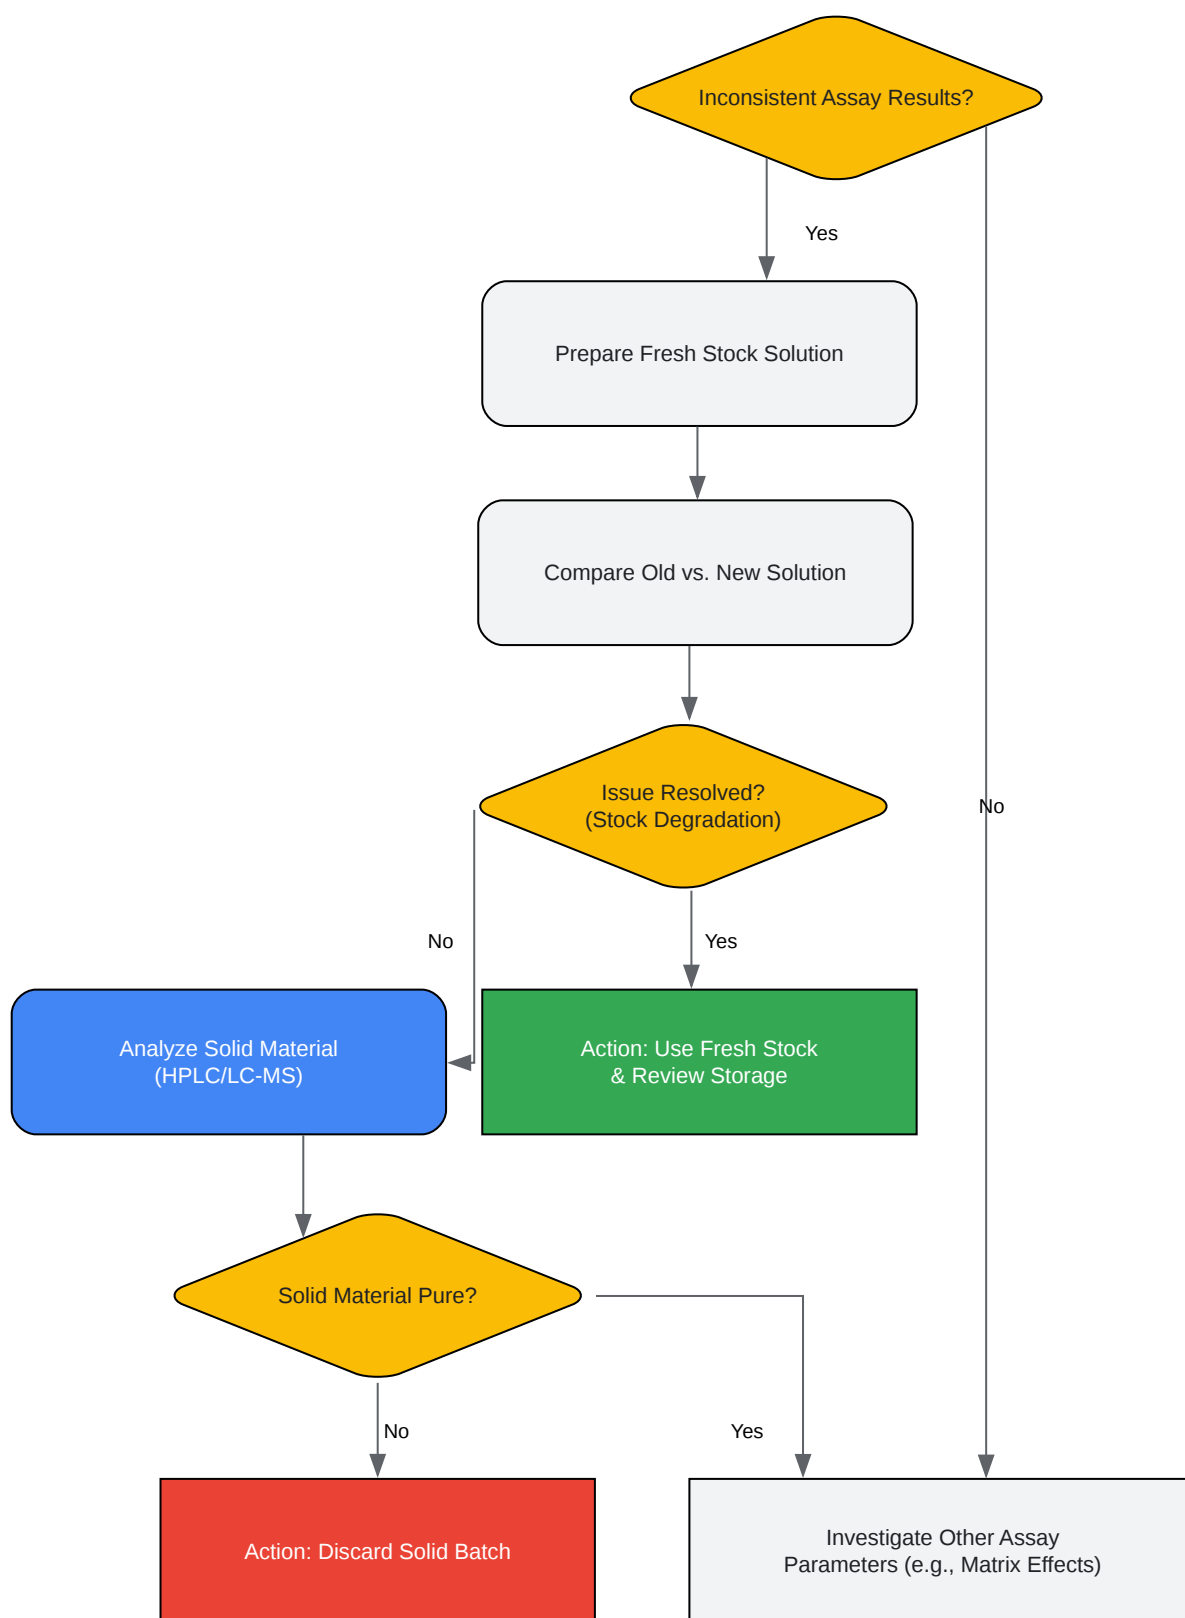 Inconsistent Assay Results?
Yes
Prepare Fresh Stock Solution
Compare Old vs. New Solution
Issue Resolved?
(Stock Degradation)
No
No
Yes
Analyze Solid Material
(HPLC/LC-MS)
Action: Use Fresh Stock
& Review Storage
Solid Material Pure?
No
Yes
Action: Discard Solid Batch
Investigate Other Assay
Parameters (e.g., Matrix Effects)